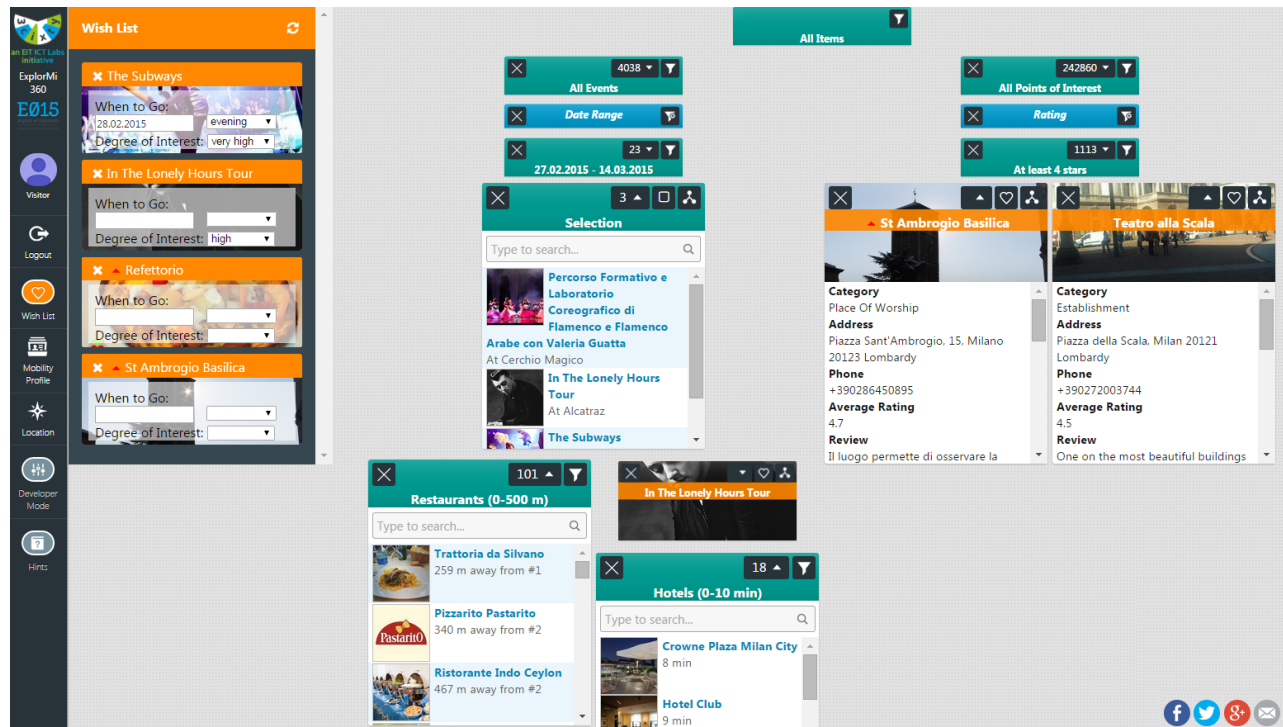 3cixty
an EIT ICT Labs
initiative
ExplorMi
360
E015
digital ecosystem
Visitor
Logout
Wish List
Mobility
Profile
Location
Developer
Mode
Hints
Wish List
The Subways
When to Go:
28.02.2015 evening
Degree of Interest: very high
In The Lonely Hours Tour
When to Go:
Degree of Interest: high
Refettorio
When to Go:
Degree of Interest:
St Ambrogio Basilica
When to Go:
Degree of Interest:
All Items
4038
All Events
Date Range
23
27.02.2015 - 14.03.2015
3
Selection
Type to search...
Percorso Formativo e
Laboratorio
Coreografico di
Flamenco e Flamenco
Arabe con Valeria Guatta
At Cerchio Magico
In The Lonely Hours
Tour
At Alcatraz
The Subways
242860
All Points of Interest
Rating
1113
At least 4 stars
St Ambrogio Basilica
Category
Place Of Worship
Address
Piazza Sant'Ambrogio, 15, Milano
20123 Lombardy
Phone
+390286450895
Average Rating
4.7
Review
Il luogo permette di osservare la
Teatro alla Scala
Category
Establishment
Address
Piazza della Scala, Milan 20121
Lombardy
Phone
+390272003744
Average Rating
4.5
Review
One on the most beautiful buildings
101
Restaurants (0-500 m)
Type to search...
Trattoria da Silvano
259 m away from #1
Pastarito
Pizzarito Pastarito
340 m away from #2
Ristorante Indo Ceylon
467 m away from #2
In The Lonely Hours Tour
18
Hotels (0-10 min)
Type to search...
Crowne Plaza Milan City
8 min
Hotel Club
9 min